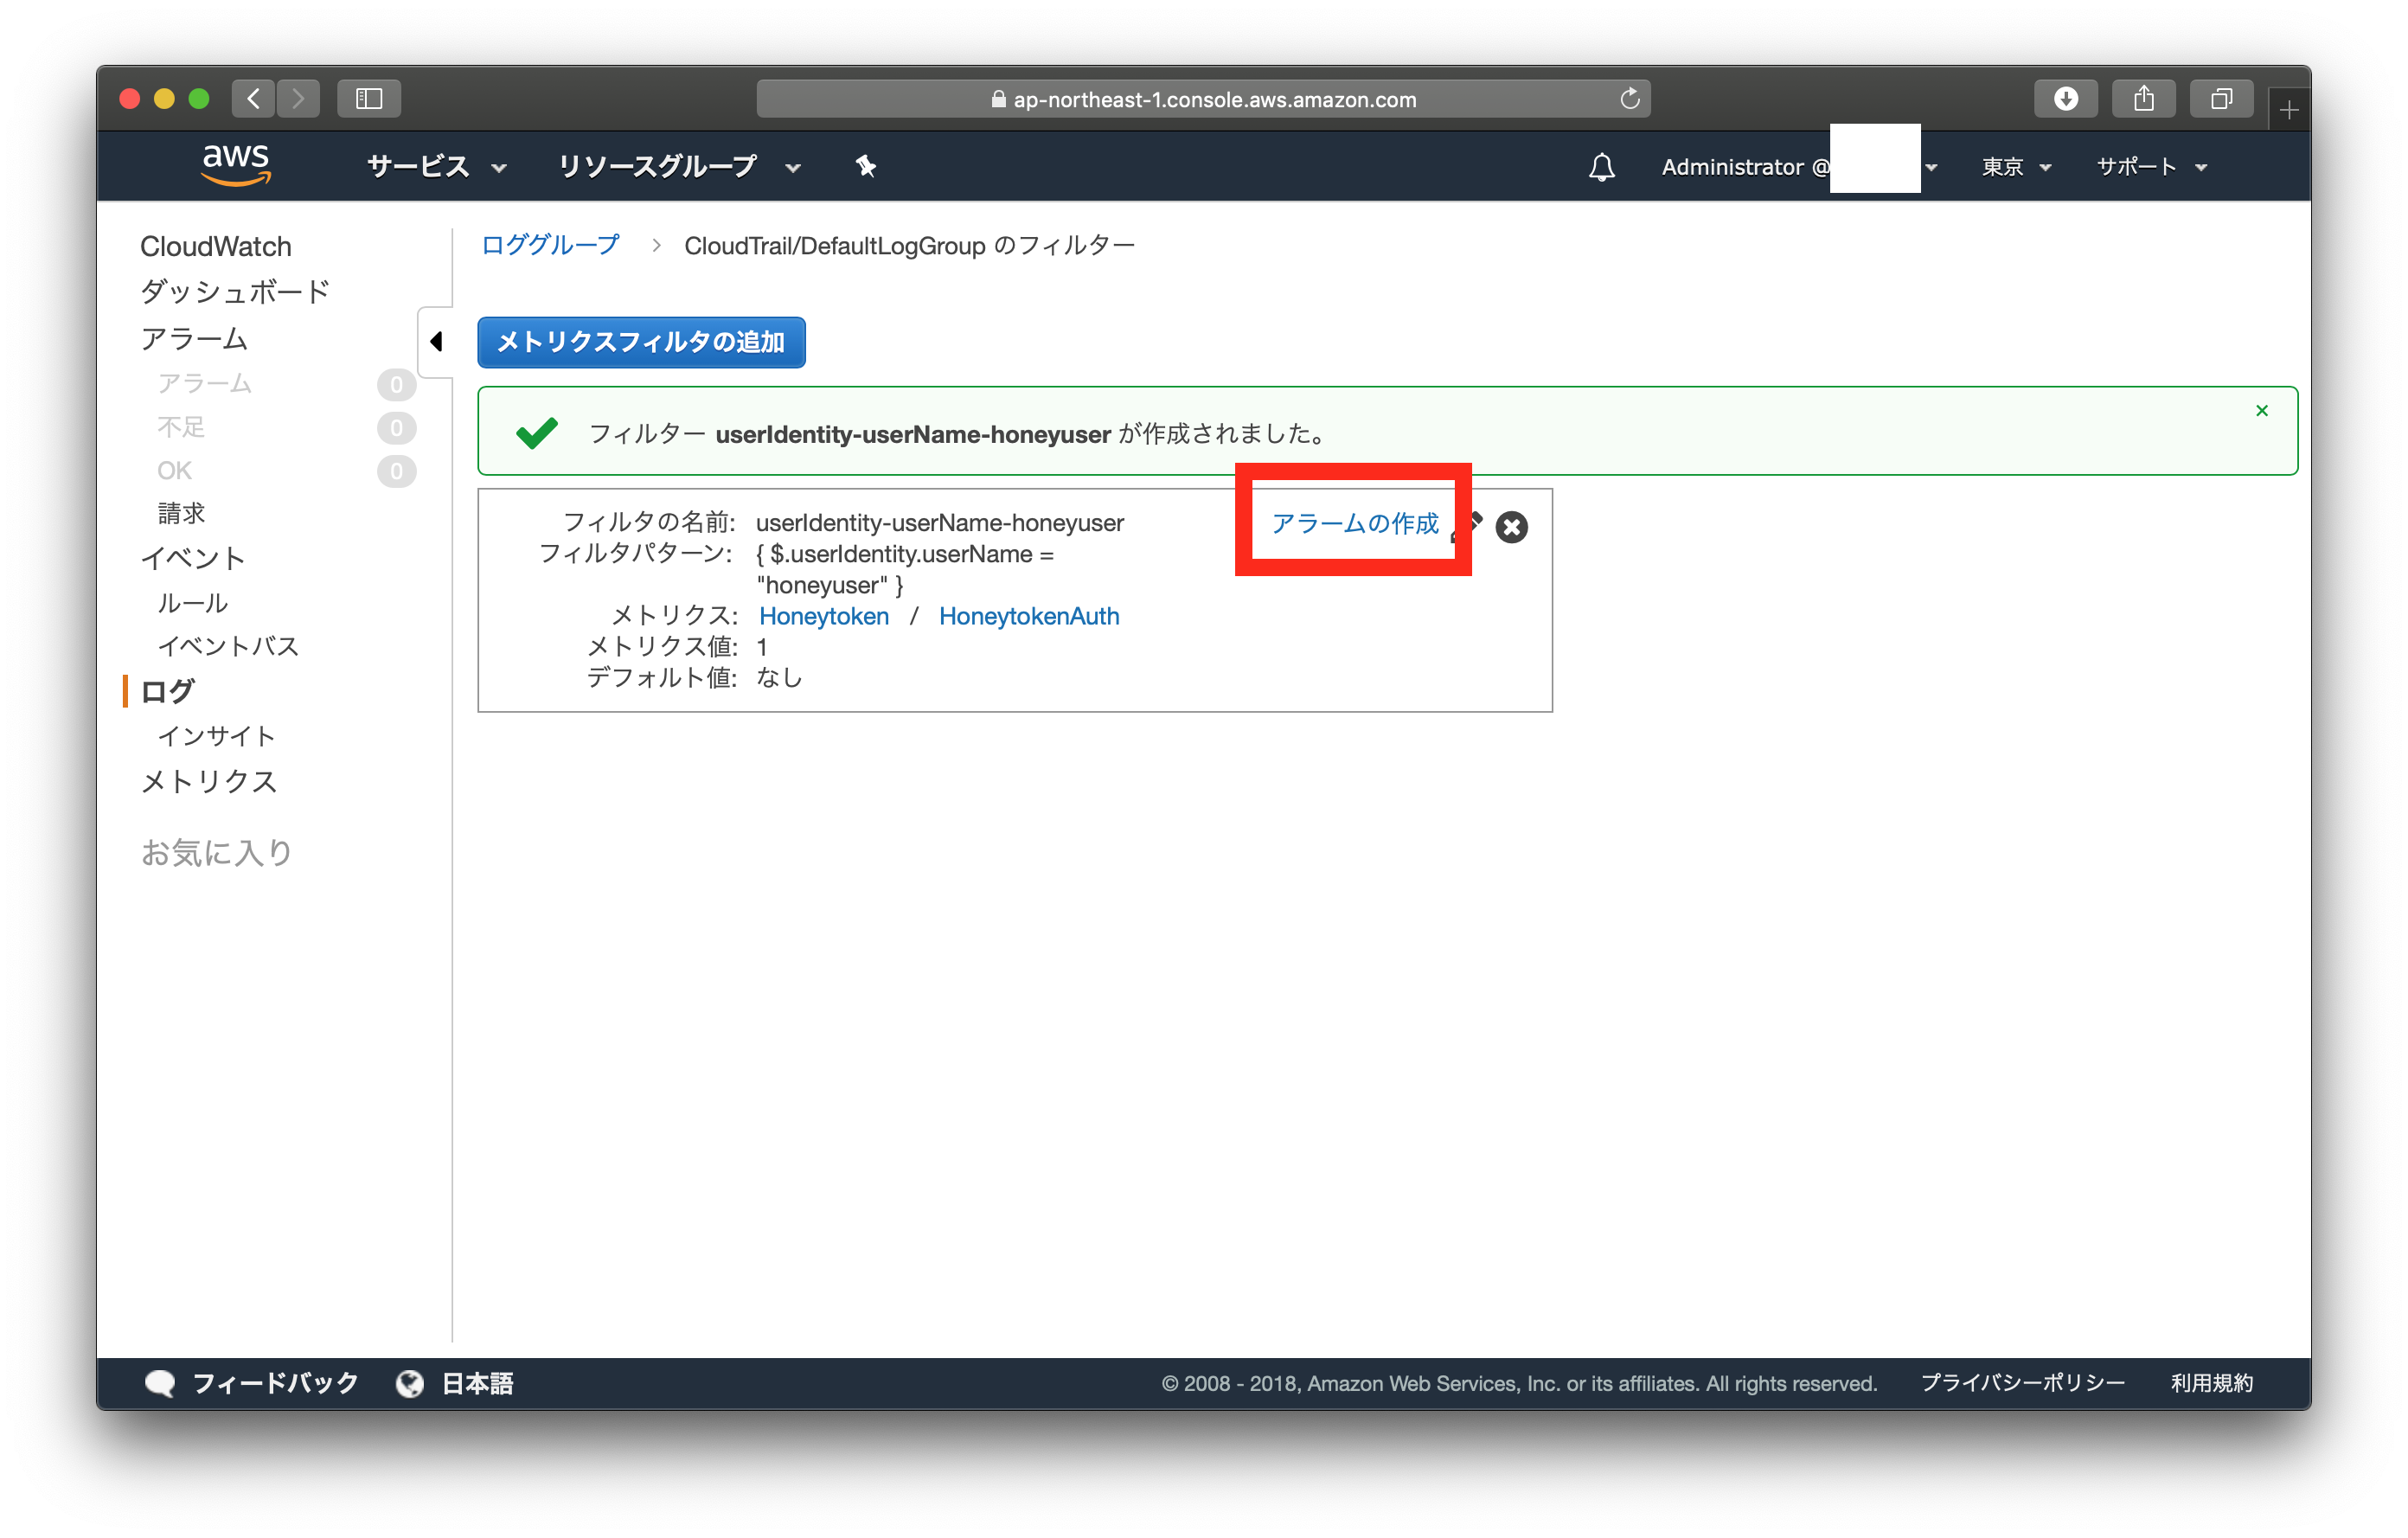 ap-northeast-1.console.aws.amazon.com
aws サービス リソースグループ Administrator @ 東京 サポート
CloudWatch
ダッシュボード
アラーム
アラーム 0
不足 0
OK 0
請求
イベント
ルール
イベントバス
ログ
インサイト
メトリクス
お気に入り
ロググループ > CloudTrail/DefaultLogGroup のフィルター
メトリクスフィルタの追加
フィルター userIdentity-userName-honeyuser が作成されました。
フィルタの名前: userIdentity-userName-honeyuser アラームの作成
フィルタパターン: { $.userIdentity.userName =
"honeyuser" }
メトリクス: Honeytoken / HoneytokenAuth
メトリクス値: 1
デフォルト値: なし
フィードバック 日本語 © 2008 - 2018, Amazon Web Services, Inc. or its affiliates. All rights reserved. プライバシーポリシー 利用規約